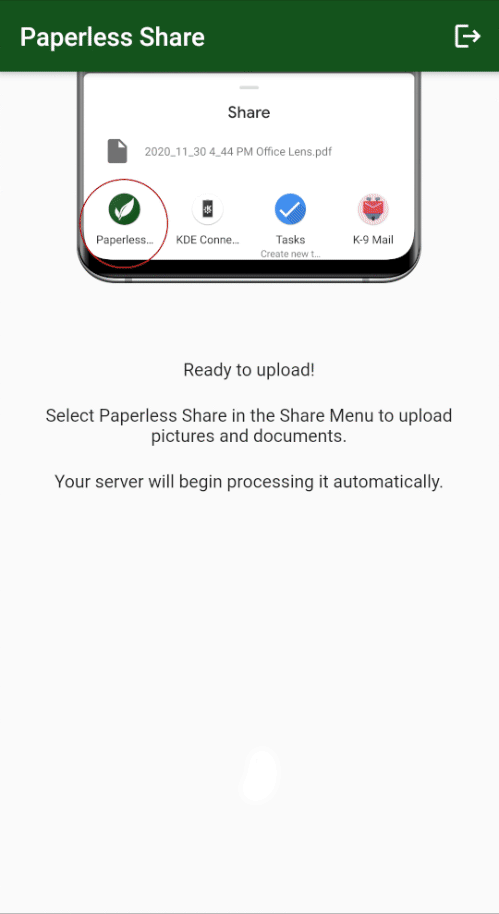 Paperless Share
Share
2020_11_30 4_44 PM Office Lens.pdf
Paperless... KDE Conne... Tasks K-9 Mail
Create new t...
Ready to upload!
Select Paperless Share in the Share Menu to upload
pictures and documents.
Your server will begin processing it automatically.